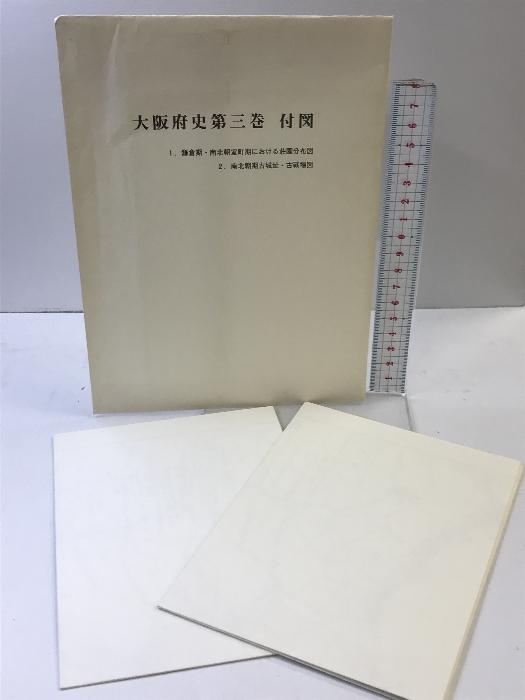 大阪府史第三巻 付図
1．鎌倉期・南北朝室町期における荘園分布図
2．南北朝期古城址・古戦場図